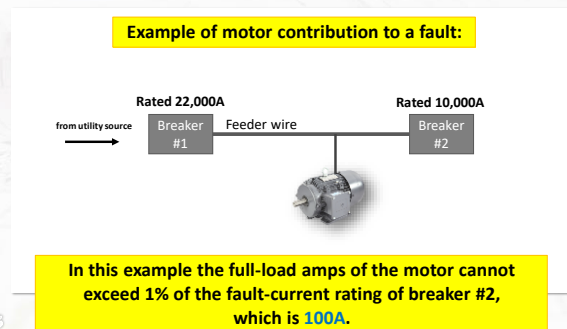 Example of motor contribution to a fault:
Rated 22,000A
Rated 10,000A
from utility source
Breaker
#1
Feeder wire
Breaker
#2
In this example the full-load amps of the motor cannot
exceed 1% of the fault-current rating of breaker #2,
which is 100A.